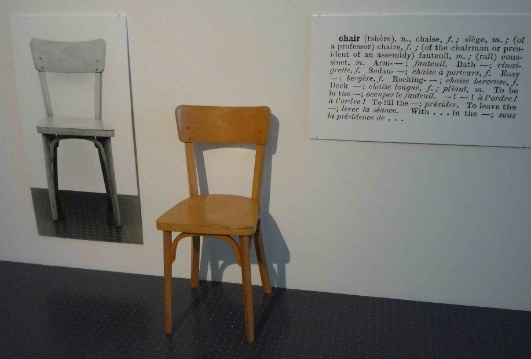 chair (tshêre), n., chaise, f.; siège, m.; (of
a professor) chaire, f.; (of the chairman or pres-
ident of an assembly) fauteuil, m.; (rail) cous-
sinet, m. Arm-—; fauteuil. Bath —; vinai-
grette, f. Sedan- —; chaise à porteurs, f. Easy
—; bergère, f. Rocking- —; chaise berceuse, f.
Deck —; chaise longue, f.; pliant, m. To be
in the —; occuper le fauteuil. —! —! à l'ordre!
à l'ordre! To fill the —; présider. To leave the
—; lever la séance. With . . . in the —; sous
la présidence de . . .